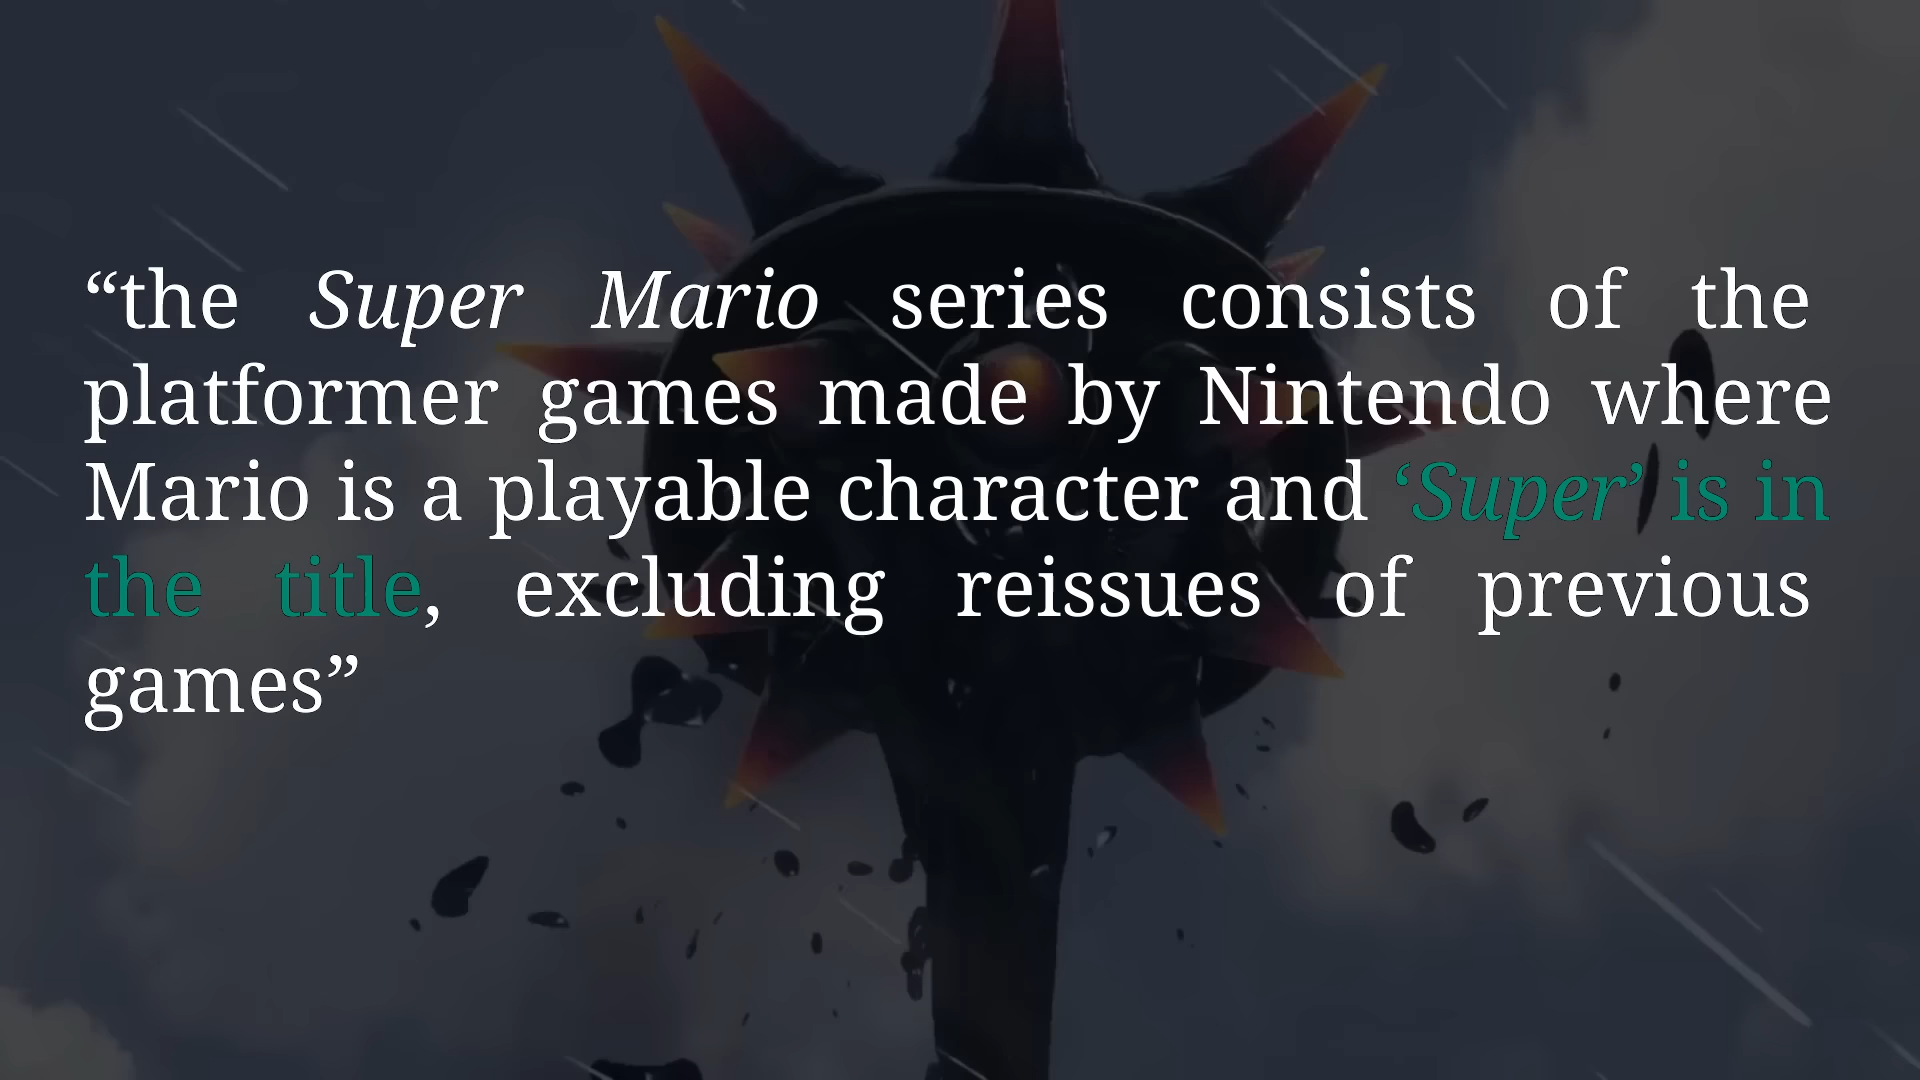 “the Super Mario series consists of the
platformer games made by Nintendo where
Mario is a playable character and ‘Super’ is in
the title, excluding reissues of previous
games”